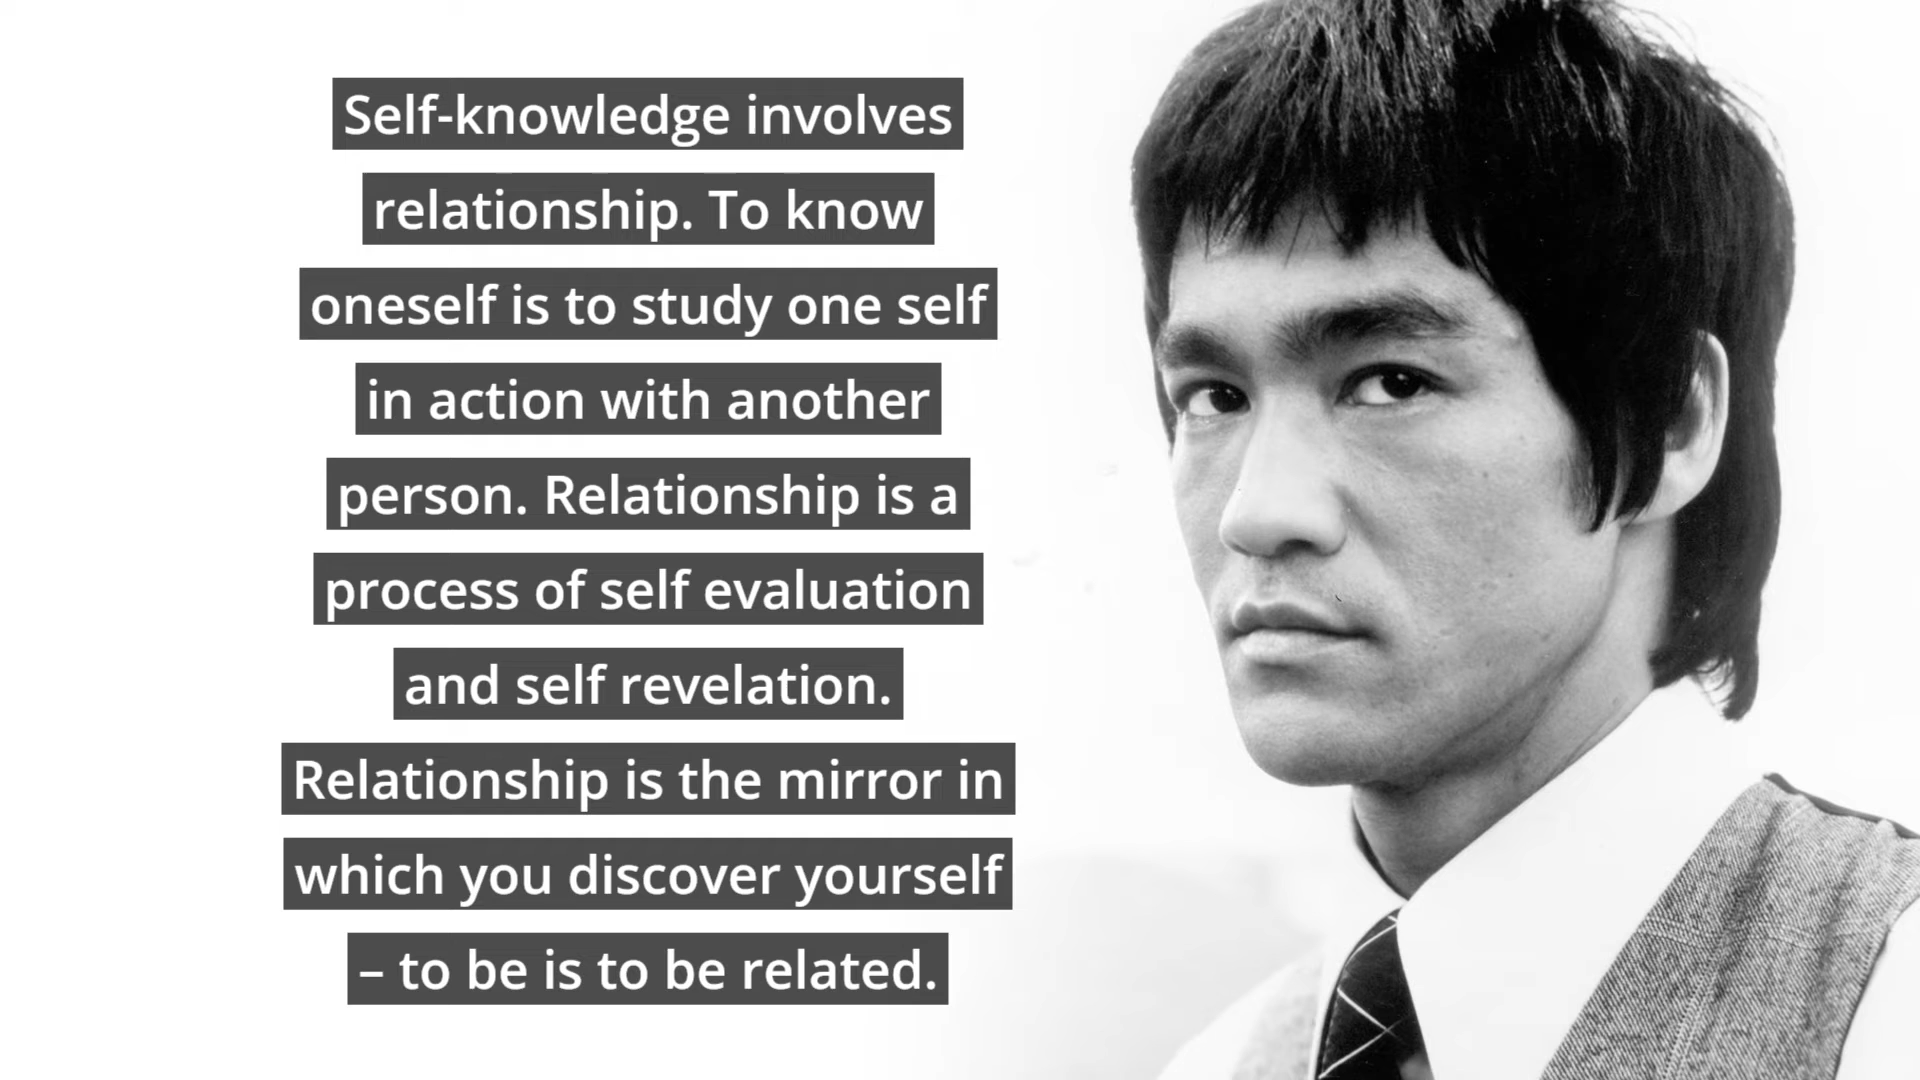 Self-knowledge involves
relationship. To know
oneself is to study one self
in action with another
person. Relationship is a
process of self evaluation
and self revelation.
Relationship is the mirror in
which you discover yourself
– to be is to be related.